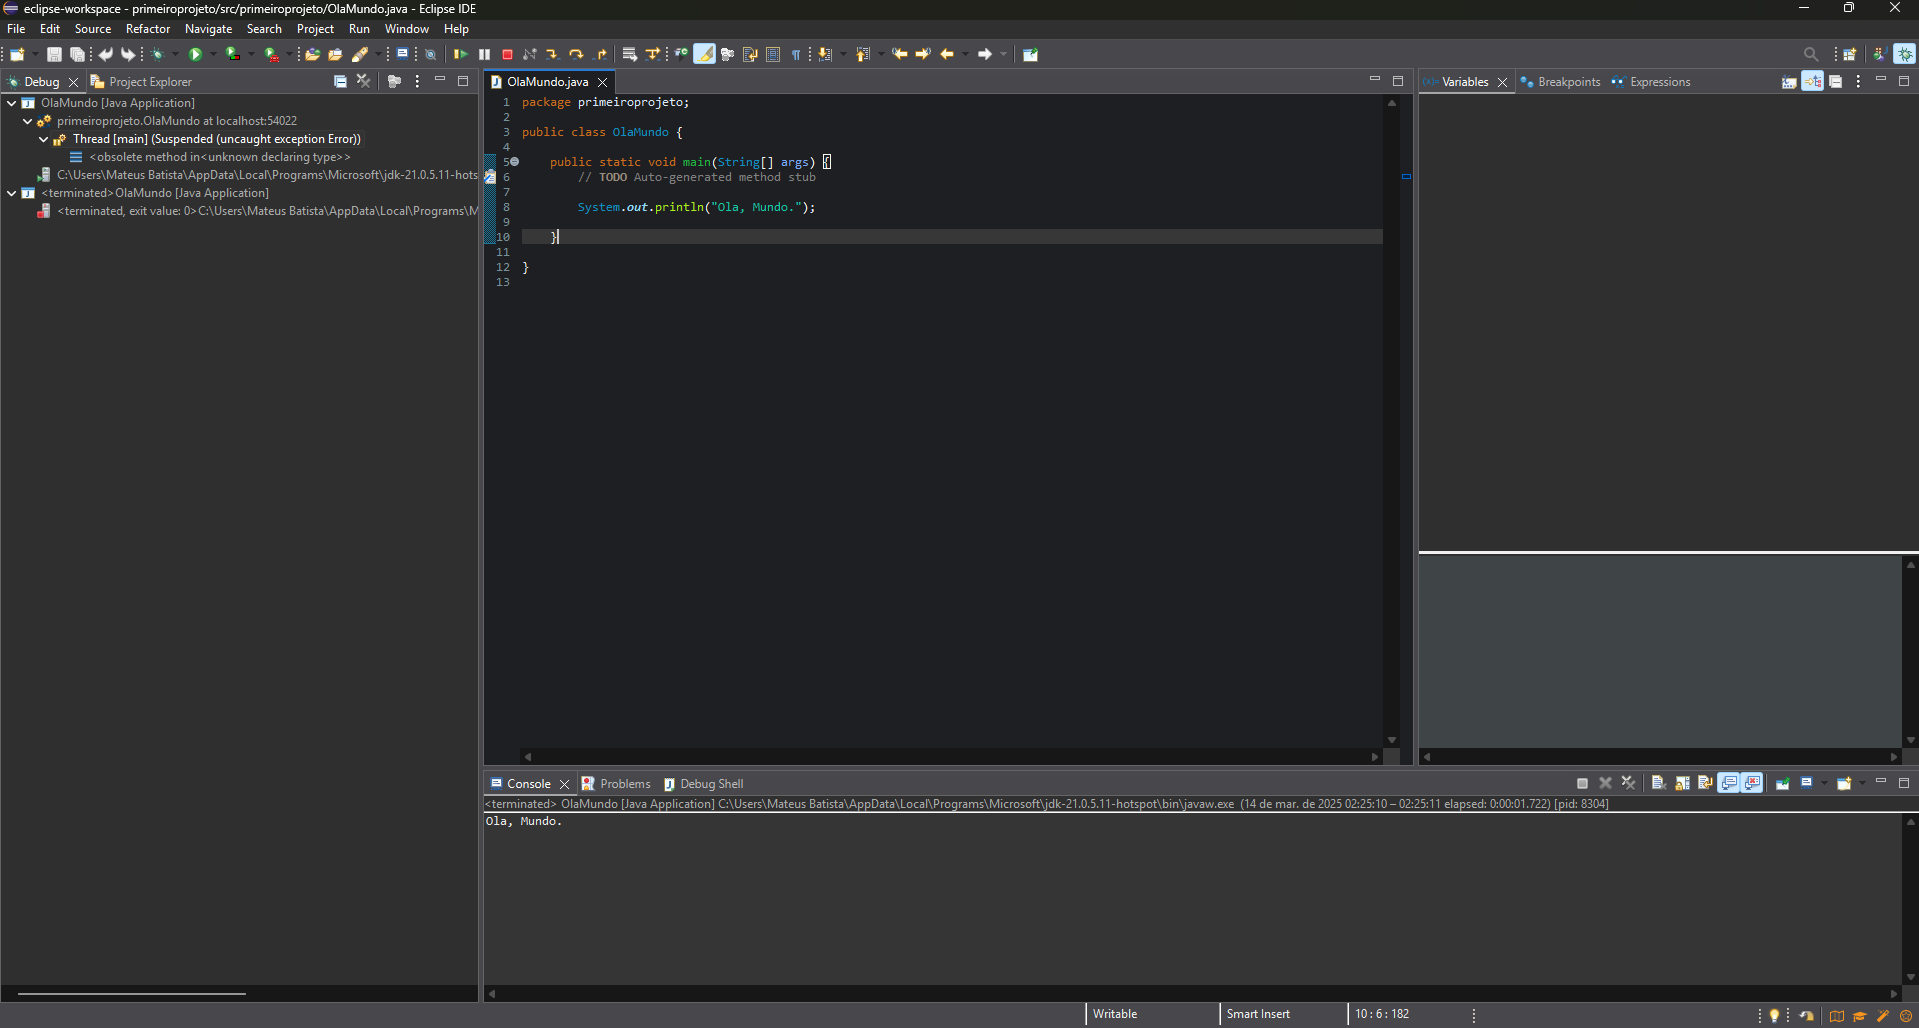 eclipse-workspace - primeiroprojeto/src/primeiroprojeto/OlaMundo.java - Eclipse IDE
File Edit Source Refactor Navigate Search Project Run Window Help
Debug Project Explorer
OlaMundo [Java Application]
primeiroprojeto.OlaMundo at localhost:54022
Thread [main] (Suspended (uncaught exception Error))
<obsolete method in<unknown declaring type>>
C:\Users\Mateus Batista\AppData\Local\Programs\Microsoft\jdk-21.0.5.11-hots
<terminated>OlaMundo [Java Application]
<terminated, exit value: 0>C:\Users\Mateus Batista\AppData\Local\Programs\M
OlaMundo.java
1 package primeiroprojeto;
2
3 public class OlaMundo {
4
5 public static void main(String[] args) {
6 // TODO Auto-generated method stub
7
8 System.out.println("Ola, Mundo.");
9
10 }
11
12 }
13
Variables Breakpoints Expressions
Console Problems Debug Shell
<terminated> OlaMundo [Java Application] C:\Users\Mateus Batista\AppData\Local\Programs\Microsoft\jdk-21.0.5.11-hotspot\bin\javaw.exe (14 de mar. de 2025 02:25:10 – 02:25:11 elapsed: 0:00:01.722) [pid: 8304]
Ola, Mundo.
Writable Smart Insert 10 : 6 : 182